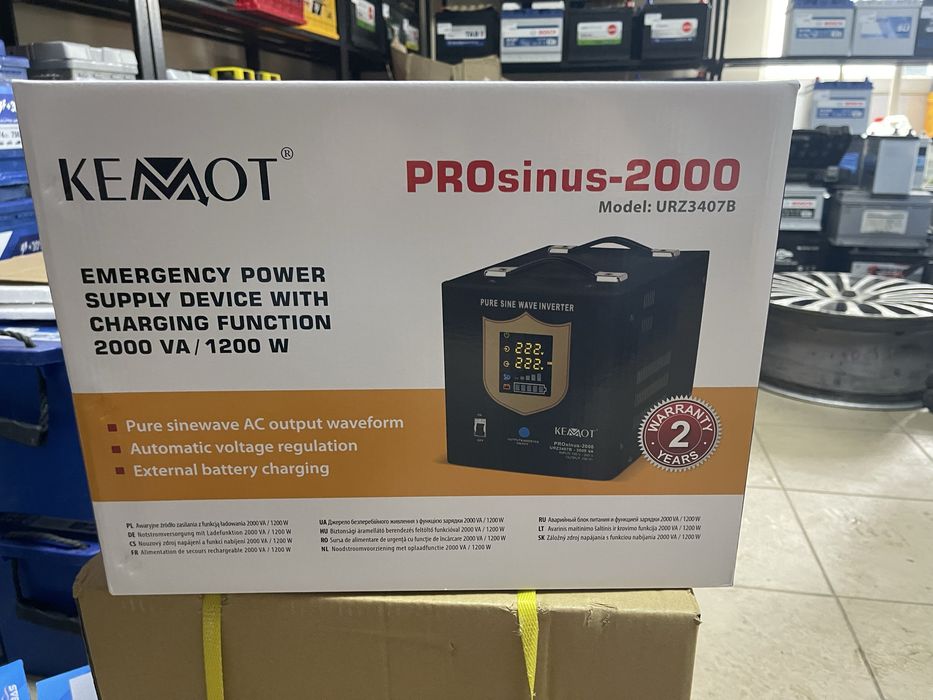 KEMOT®
PROsinus-2000
Model: URZ3407B
EMERGENCY POWER
SUPPLY DEVICE WITH
CHARGING FUNCTION
2000 VA / 1200 W
PURE SINE WAVE INVERTER
222.
222.
KEMOT
PROsinus-2000
WARRANTY
2
YEARS
Pure sinewave AC output waveform
Automatic voltage regulation
External battery charging
PL Awaryjne źródło zasilania z funkcją ładowania 2000 VA / 1200 W
DE Notstromversorgung mit Ladefunktion 2000 VA / 1200 W
CS Nouzový zdroj napájení a funkcí nabíjení 2000 VA / 1200 W
FR Alimentation de secours rechargeable 2000 VA / 1200 W
UA Джерело безперебійного живлення з функцією зарядки 2000 VA / 1200 W
HU Biztonsági áramellátó berendezés feltöltő funkcióval 2000 VA / 1200 W
RO Sursa de alimentare de urgență cu funcție de încărcare 2000 VA / 1200 W
NL Noodstroomvoorziening met oplaadfunctie 2000 VA / 1200 W
RU Аварийный блок питания и функцией зарядки 2000 VA / 1200 W
LT Avarinis maitinimo šaltinis ir krovimo funkcija 2000 VA / 1200 W
SK Záložný zdroj napájania s funkciou nabíjania 2000 VA / 1200 W